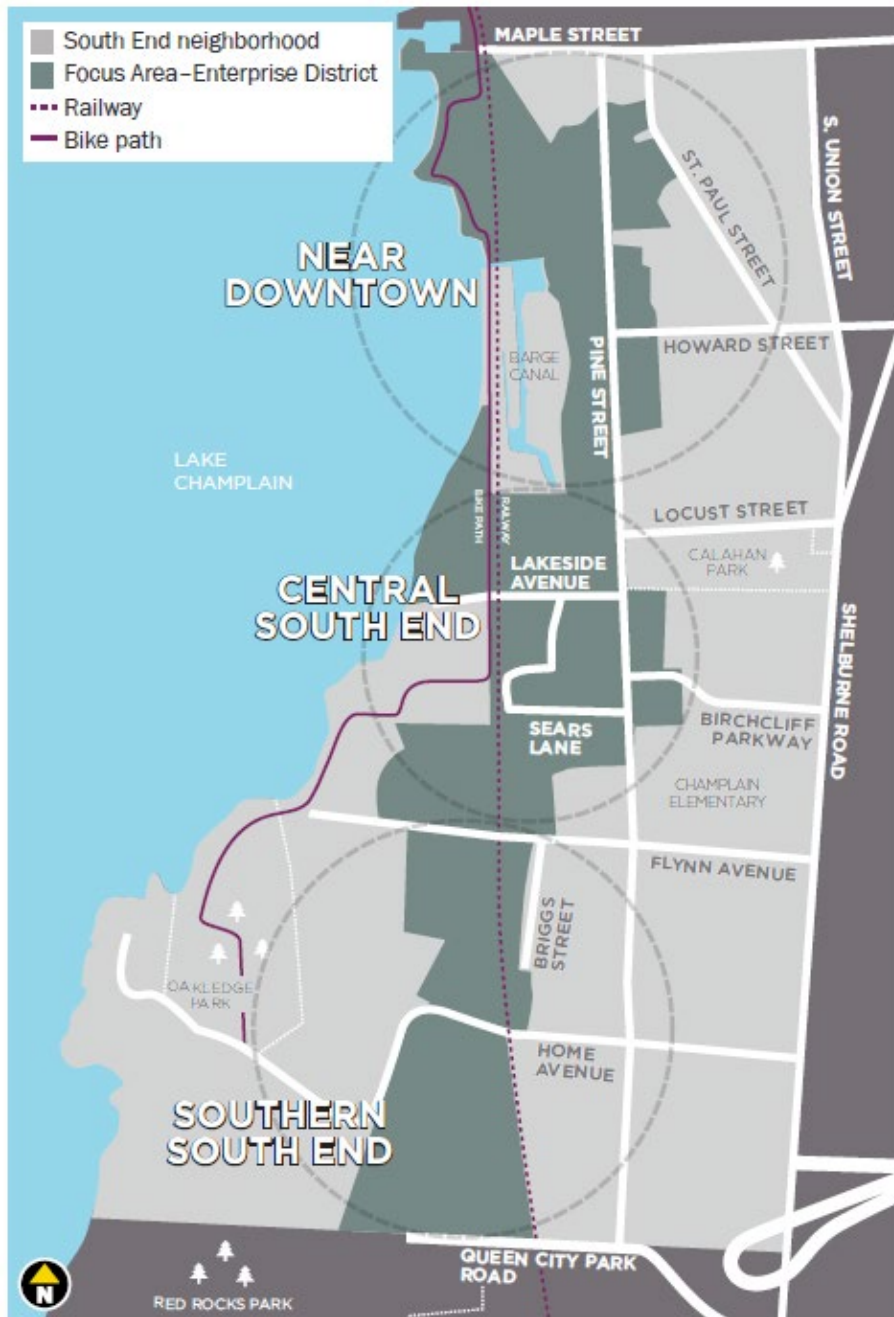 South End neighborhood
Focus Area–Enterprise District
Railway
Bike path
MAPLE STREET
S. UNION STREET
ST. PAUL STREET
NEAR
DOWNTOWN
HOWARD STREET
PINE STREET
BARGE
CANAL
LAKE
CHAMPLAIN
BIKE PATH
RAILWAY
LOCUST STREET
CALAHAN
PARK
LAKESIDE
AVENUE
CENTRAL
SOUTH END
SHELBURNE ROAD
SEARS
LANE
BIRCHCLIFF
PARKWAY
CHAMPLAIN
ELEMENTARY
FLYNN AVENUE
BRIGGS
STREET
OAKLEDGE
PARK
HOME
AVENUE
SOUTHERN
SOUTH END
QUEEN CITY PARK
ROAD
N
RED ROCKS PARK